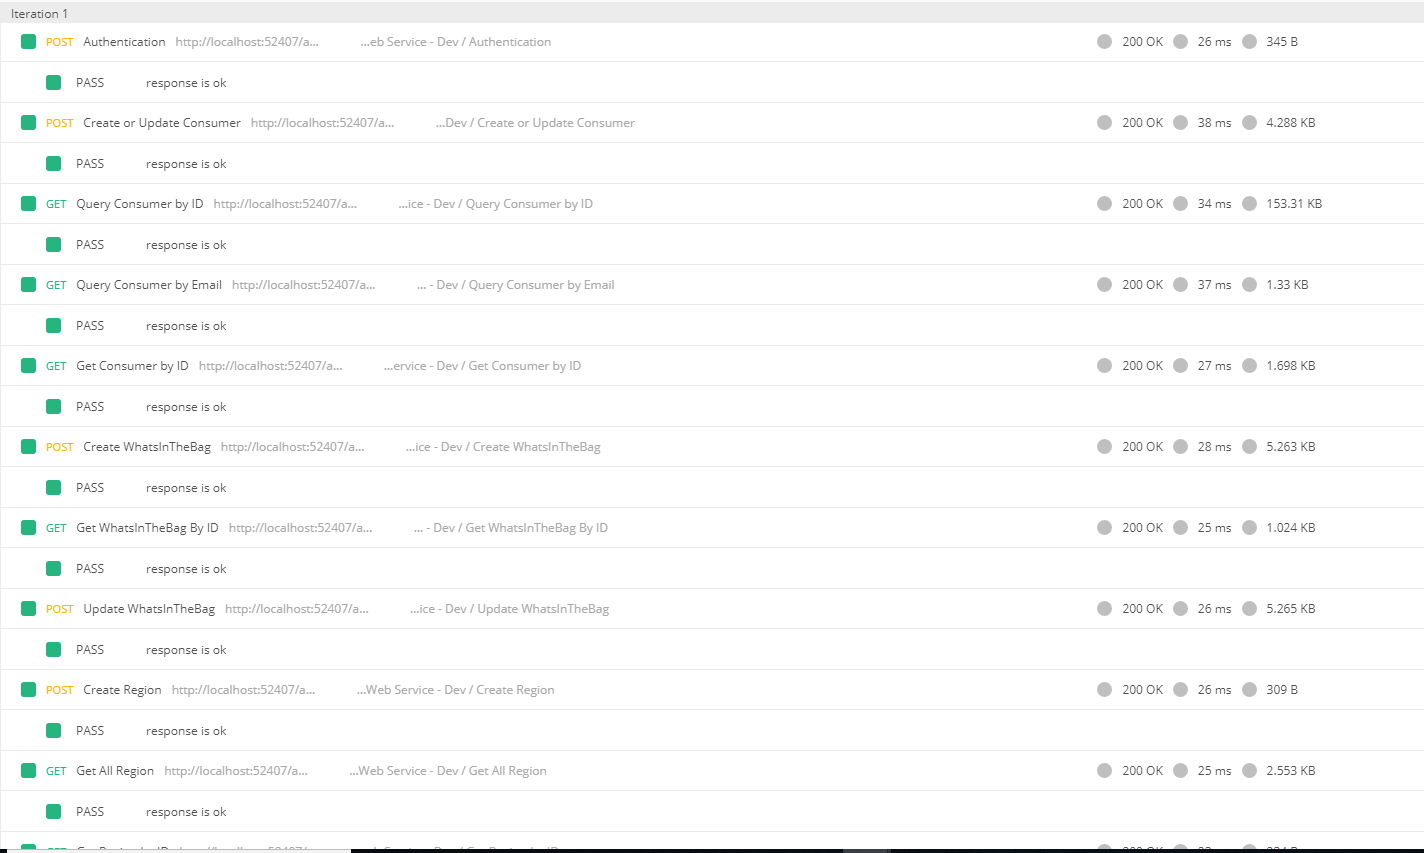 Iteration 1
POST Authentication http://localhost:52407/a... ...eb Service - Dev / Authentication 200 OK 26 ms 345 B
PASS response is ok
POST Create or Update Consumer http://localhost:52407/a... ...Dev / Create or Update Consumer 200 OK 38 ms 4.288 KB
PASS response is ok
GET Query Consumer by ID http://localhost:52407/a... ...ice - Dev / Query Consumer by ID 200 OK 34 ms 153.31 KB
PASS response is ok
GET Query Consumer by Email http://localhost:52407/a... ... - Dev / Query Consumer by Email 200 OK 37 ms 1.33 KB
PASS response is ok
GET Get Consumer by ID http://localhost:52407/a... ...ervice - Dev / Get Consumer by ID 200 OK 27 ms 1.698 KB
PASS response is ok
POST Create WhatsInTheBag http://localhost:52407/a... ...ice - Dev / Create WhatsInTheBag 200 OK 28 ms 5.263 KB
PASS response is ok
GET Get WhatsInTheBag By ID http://localhost:52407/a... ... - Dev / Get WhatsInTheBag By ID 200 OK 25 ms 1.024 KB
PASS response is ok
POST Update WhatsInTheBag http://localhost:52407/a... ...ice - Dev / Update WhatsInTheBag 200 OK 26 ms 5.265 KB
PASS response is ok
POST Create Region http://localhost:52407/a... ...Web Service - Dev / Create Region 200 OK 26 ms 309 B
PASS response is ok
GET Get All Region http://localhost:52407/a... ...Web Service - Dev / Get All Region 200 OK 25 ms 2.553 KB
PASS response is ok